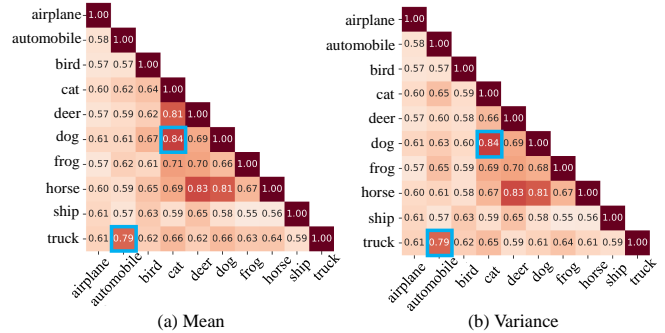 airplane 1.00
automobile 0.58 1.00
bird 0.57 0.57 1.00
cat 0.60 0.62 0.64 1.00
deer 0.57 0.59 0.62 0.81 1.00
dog 0.61 0.61 0.67 0.84 0.69 1.00
frog 0.57 0.62 0.61 0.71 0.70 0.66 1.00
horse 0.60 0.59 0.65 0.69 0.83 0.81 0.67 1.00
ship 0.61 0.57 0.63 0.59 0.65 0.58 0.55 0.56 1.00
truck 0.61 0.79 0.62 0.66 0.62 0.66 0.63 0.64 0.59 1.00
airplane automobile bird cat deer dog frog horse ship truck
(a) Mean
airplane 1.00
automobile 0.58 1.00
bird 0.57 0.57 1.00
cat 0.60 0.65 0.59 1.00
deer 0.57 0.60 0.58 0.66 1.00
dog 0.61 0.63 0.60 0.84 0.69 1.00
frog 0.57 0.65 0.59 0.69 0.70 0.68 1.00
horse 0.60 0.61 0.58 0.67 0.83 0.81 0.67 1.00
ship 0.61 0.57 0.63 0.59 0.65 0.58 0.55 0.56 1.00
truck 0.61 0.79 0.62 0.65 0.59 0.61 0.64 0.61 0.59 1.00
airplane automobile bird cat deer dog frog horse ship truck
(b) Variance